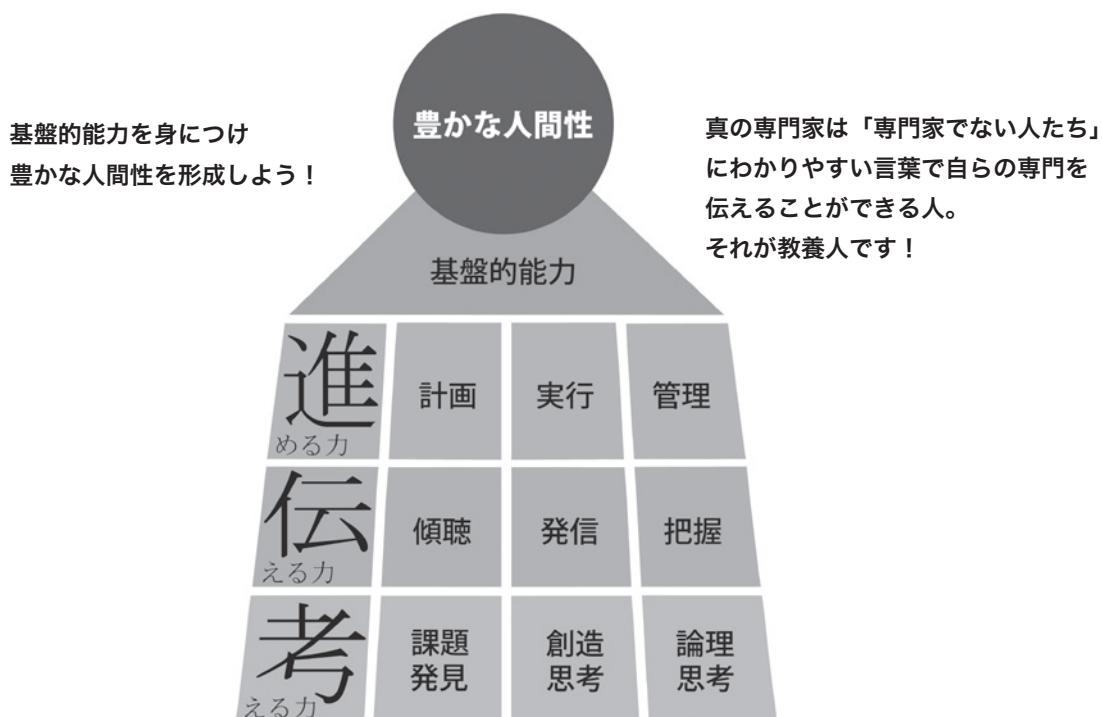 豊かな人間性
基盤的能力を身につけ
豊かな人間性を形成しよう！
真の専門家は「専門家でない人たち」
にわかりやすい言葉で自らの専門を
伝えることができる人。
それが教養人です！
基盤的能力
進
める力
計画
実行
管理
伝
える力
傾聴
発信
把握
考
える力
課題
発見
創造
思考
論理
思考